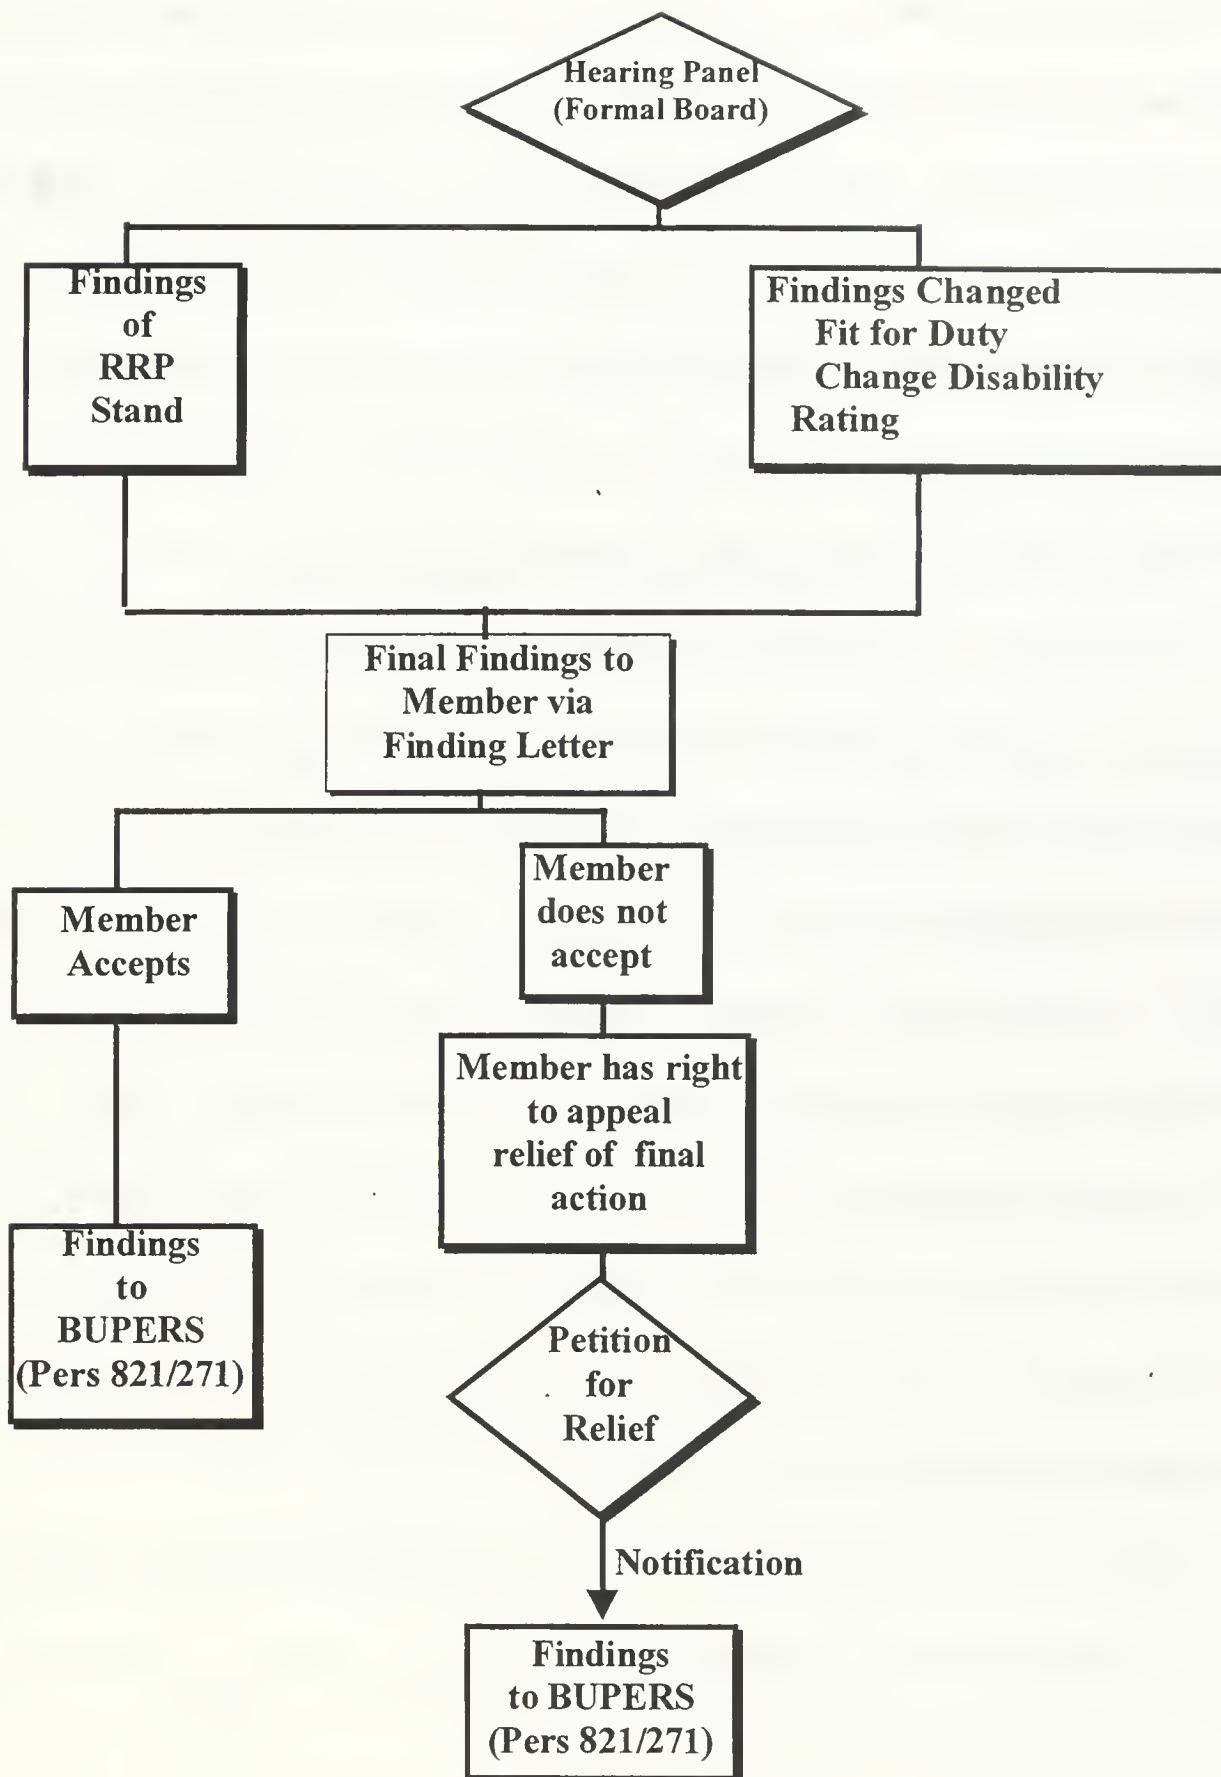 Hearing Panel
(Formal Board)
Findings
of
RRP
Stand
Findings Changed
Fit for Duty
Change Disability
Rating
Final Findings to
Member via
Finding Letter
Member
Accepts
Member
does not
accept
Member has right
to appeal
relief of final
action
Findings
to
BUPERS
(Pers 821/271)
Petition
for
Relief
Notification
Findings
to BUPERS
(Pers 821/271)